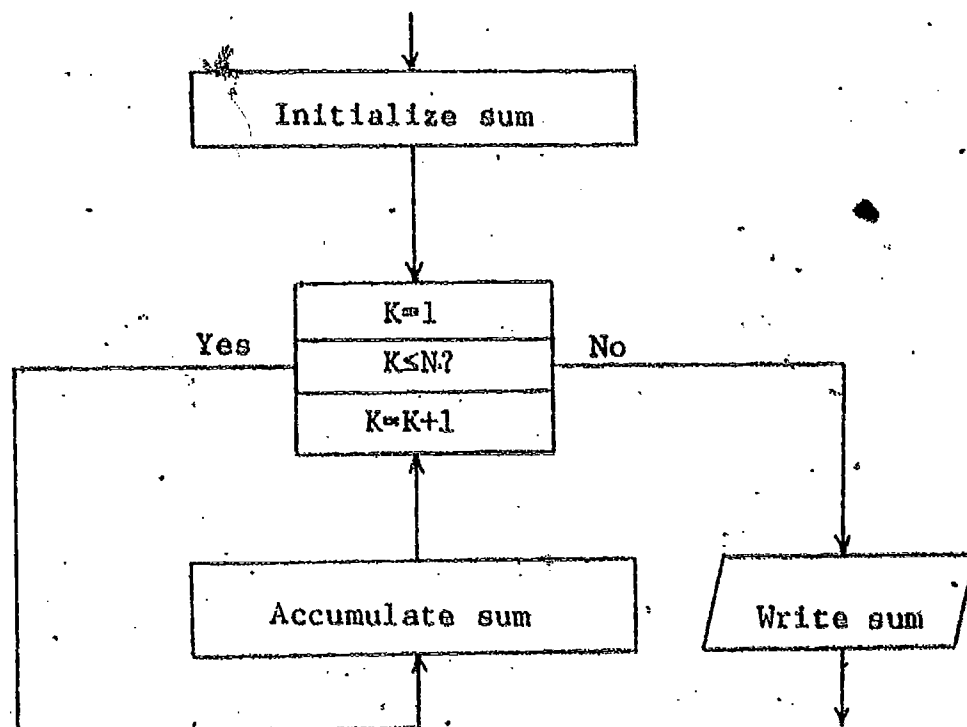 Initialize sum
K=1
Yes
K≤N?
No
K=K+1
Accumulate sum
Write sum